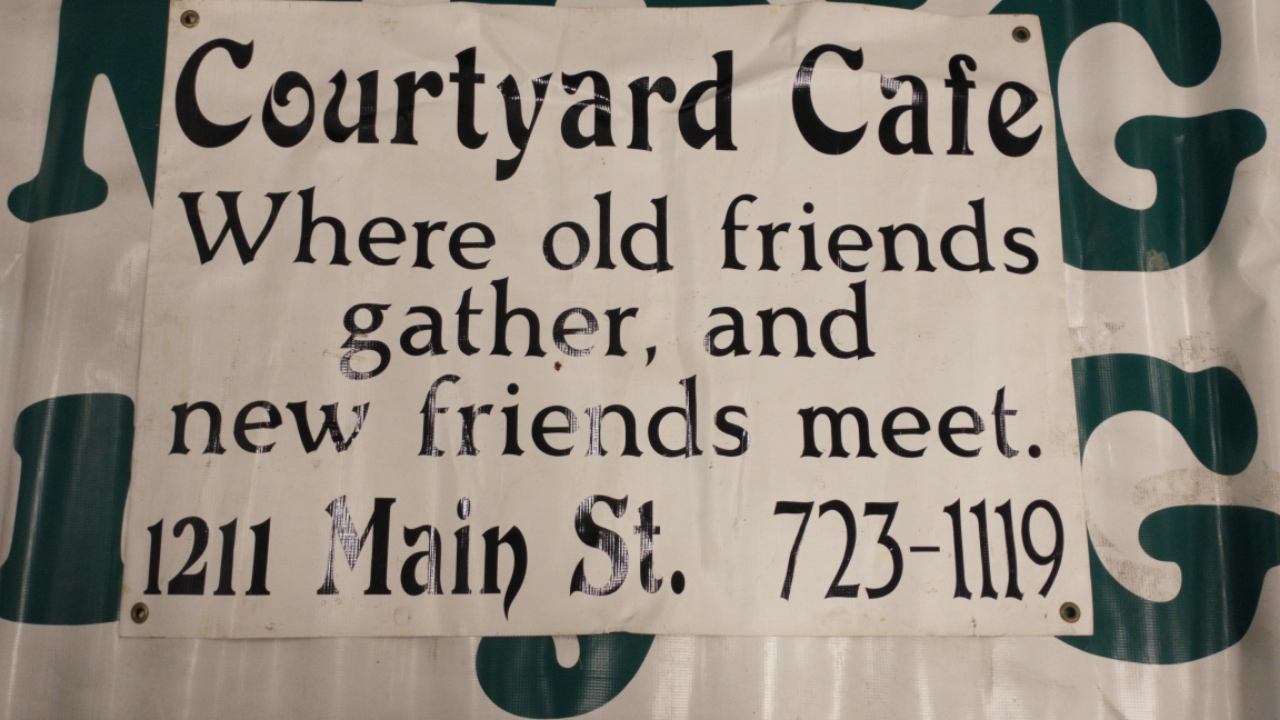 Courtyard Cafe
Where old friends
gather, and
new friends meet.
1211 Main St. 723-1119